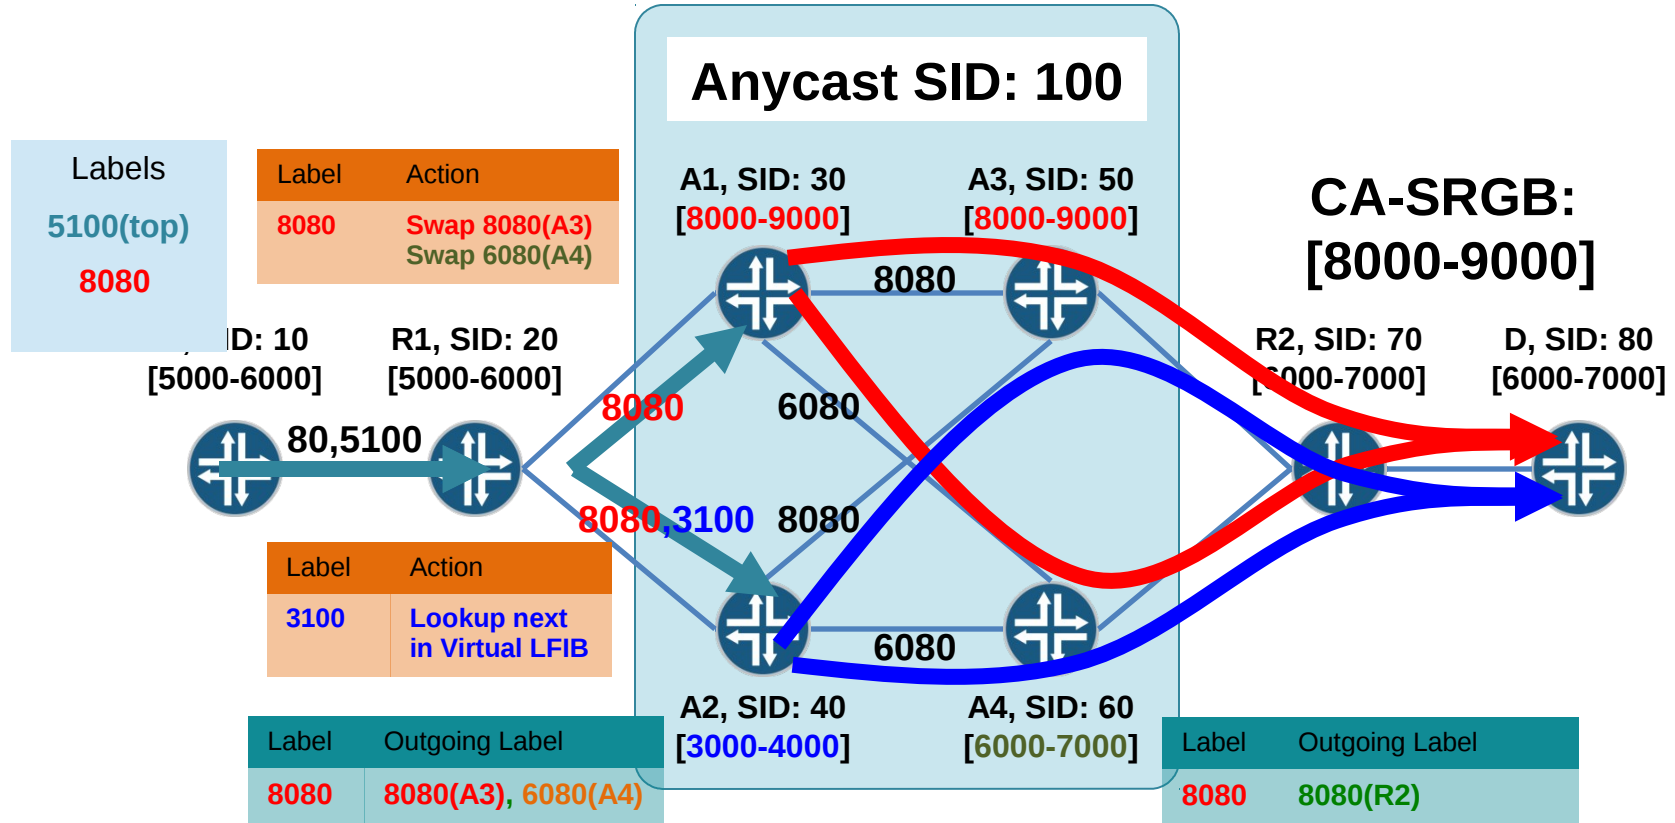 Anycast SID: 100
Labels
5100(top)
8080
Label Action
8080 Swap 8080(A3)
Swap 6080(A4)
A1, SID: 30
[8000-9000]
A3, SID: 50
[8000-9000]
CA-SRGB:
[8000-9000]
ID: 10
[5000-6000]
R1, SID: 20
[5000-6000]
R2, SID: 70
[6000-7000]
D, SID: 80
[6000-7000]
8080
8080
6080
80,5100
8080,3100
8080
6080
Label Action
3100 Lookup next
in Virtual LFIB
A2, SID: 40
[3000-4000]
A4, SID: 60
[6000-7000]
Label Outgoing Label
8080 8080(A3), 6080(A4)
Label Outgoing Label
8080 8080(R2)